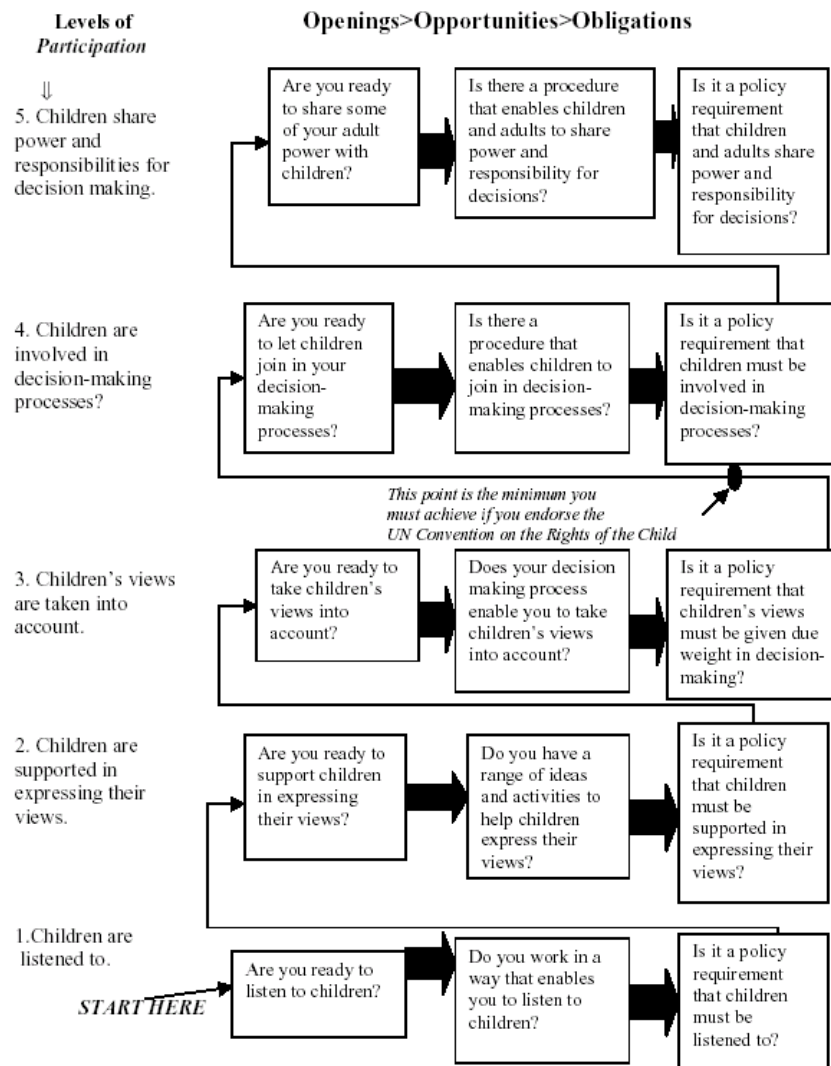 Levels of
Participation
⇓
Openings>Opportunities>Obligations
5. Children share
power and
responsibilities for
decision making.
Are you ready
to share some
of your adult
power with
children?
Is there a procedure
that enables children
and adults to share
power and
responsibility for
decisions?
Is it a policy
requirement
that children
and adults share
power and
responsibility
for decisions?
4. Children are
involved in
decision-making
processes?
Are you ready
to let children
join in your
decision-
making
processes?
Is there a
procedure that
enables children to
join in decision-
making processes?
Is it a policy
requirement that
children must be
involved in
decision-making
processes?
This point is the minimum you
must achieve if you endorse the
UN Convention on the Rights of the Child
3. Children’s views
are taken into
account.
Are you ready to
take children’s
views into
account?
Does your decision
making process
enable you to take
children’s views
into account?
Is it a policy
requirement that
children’s views
must be given due
weight in decision-
making?
2. Children are
supported in
expressing their
views.
Are you ready to
support children
in expressing
their views?
Do you have a
range of ideas
and activities to
help children
express their
views?
Is it a policy
requirement
that children
must be
supported in
expressing their
views?
1.Children are
listened to.
START HERE
Are you ready to
listen to children?
Do you work in a
way that enables
you to listen to
children?
Is it a policy
requirement
that children
must be
listened to?